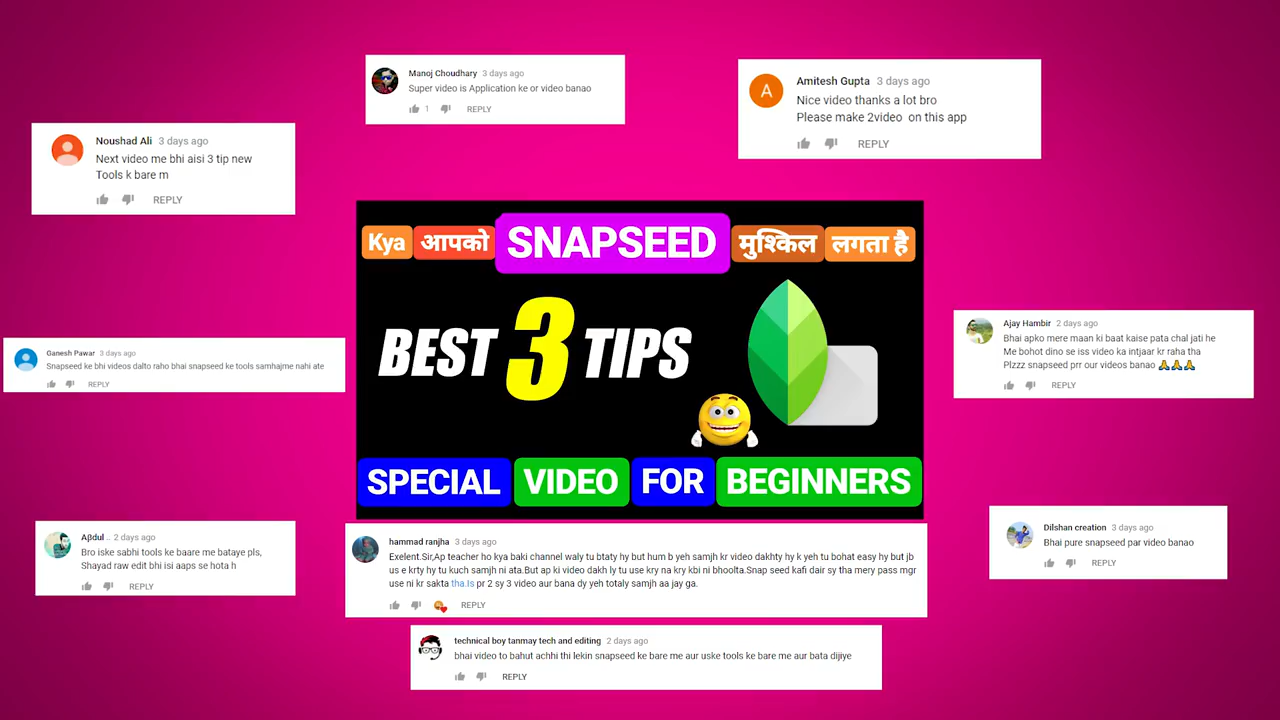 Manoj Choudhary 3 days ago
Super video is Application ke or video banao
1 REPLY
Amitesh Gupta 3 days ago
Nice video thanks a lot bro
Please make 2video on this app
REPLY
A
Noushad Ali 3 days ago
Next video me bhi aisi 3 tip new
Tools k bare m
REPLY
Kya आपको SNAPSEED मुश्किल लगता है
BEST 3 TIPS
SPECIAL VIDEO FOR BEGINNERS
Ganesh Pawar 3 days ago
Snapseed ke bhi videos dalto raho bhai snapseed ke tools samhajme nahi ate
REPLY
Ajay Hambir 2 days ago
Bhai apko mere maan ki baat kaise pata chal jati he
Me bohot dino se iss video ka intjaar kr raha tha
Plzzz snapseed prr our videos banao 🙏🙏🙏
REPLY
Aβdul .. 2 days ago
Bro iske sabhi tools ke baare me bataye pls,
Shayad raw edit bhi isi aaps se hota h
REPLY
hammad ranjha 3 days ago
Exelent.Sir,Ap teacher ho kya baki channel waly tu btaty hy but hum b yeh samjh kr video dakhty hy k yeh tu bohat easy hy but jb
us e krty hy tu kuch samjh ni ata.But ap ki video dakh ly tu use kry na kry kbi ni bhoolta.Snap seed kafi dair sy tha mery pass mgr
use ni kr sakta tha.Is pr 2 sy 3 video aur bana dy yeh totaly samjh aa jay ga.
REPLY
Dilshan creation 3 days ago
Bhai pure snapseed par video banao
REPLY
technical boy tanmay tech and editing 2 days ago
bhai video to bahut achhi thi lekin snapseed ke bare me aur uske tools ke bare me aur bata dijiye
REPLY